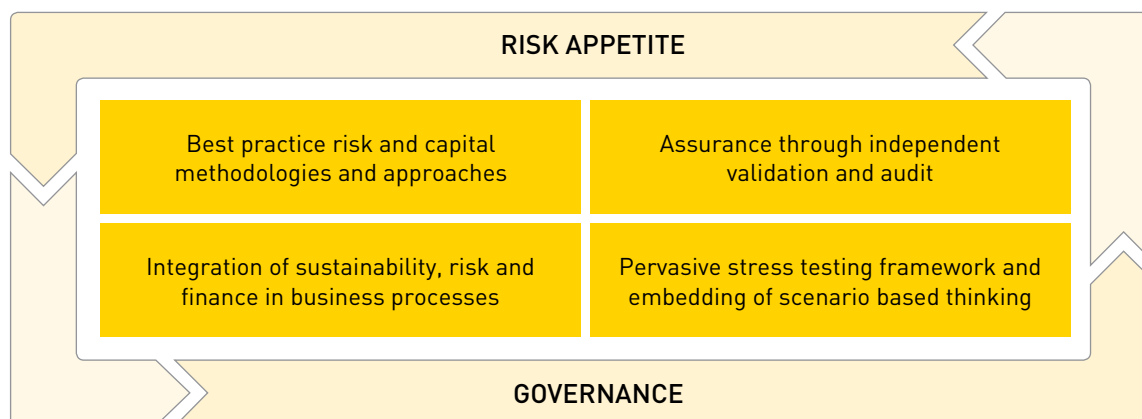 RISK APPETITE
Best practice risk and capital
methodologies and approaches
Assurance through independent
validation and audit
Integration of sustainability, risk and
finance in business processes
Pervasive stress testing framework and
embedding of scenario based thinking
GOVERNANCE